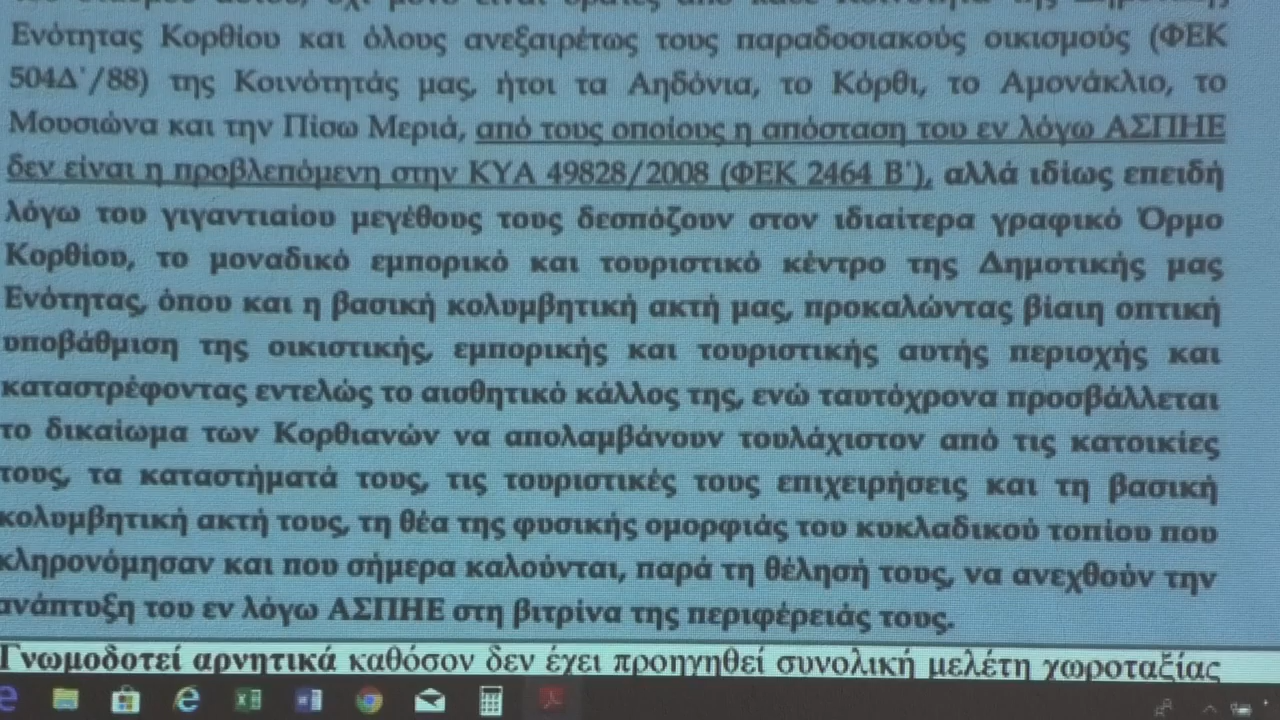 Ενότητας Κορθίου και όλους ανεξαιρέτως τους παραδοσιακούς οικισμούς (ΦΕΚ
504Δ΄/88) της Κοινότητάς μας, ήτοι τα Αηδόνια, το Κόρθι, το Αμονάκλιο, το
Μουσιώνα και την Πίσω Μεριά, από τους οποίους η απόσταση του εν λόγω ΑΣΠΗΕ
δεν είναι η προβλεπόμενη στην ΚΥΑ 49828/2008 (ΦΕΚ 2464 Β΄), αλλά ιδίως επειδή
λόγω του γιγαντιαίου μεγέθους τους δεσπόζουν στον ιδιαίτερα γραφικό Όρμο
Κορθίου, το μοναδικό εμπορικό και τουριστικό κέντρο της Δημοτικής μας
Ενότητας, όπου και η βασική κολυμβητική ακτή μας, προκαλώντας βίαιη οπτική
υποβάθμιση της οικιστικής, εμπορικής και τουριστικής αυτής περιοχής και
καταστρέφοντας εντελώς το αισθητικό κάλλος της, ενώ ταυτόχρονα προσβάλλεται
το δικαίωμα των Κορθιανών να απολαμβάνουν τουλάχιστον από τις κατοικίες
τους, τα καταστήματά τους, τις τουριστικές τους επιχειρήσεις και τη βασική
κολυμβητική ακτή τους, τη θέα της φυσικής ομορφιάς του κυκλαδικού τοπίου που
κληρονόμησαν και που σήμερα καλούνται, παρά τη θέλησή τους, να ανεχθούν την
ανάπτυξη του εν λόγω ΑΣΠΗΕ στη βιτρίνα της περιφέρειάς τους.
Γνωμοδοτεί αρνητικά καθόσον δεν έχει προηγηθεί συνολική μελέτη χωροταξίας